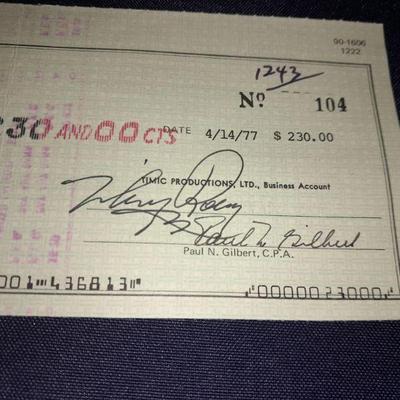 90-1606
1222
1243
No. 104
230 AND 00 CTS
DATE 4/14/77 $ 230.00
TIMIC PRODUCTIONS, LTD., Business Account
Paul N. Gilbert
Paul N. Gilbert, C.P.A.
001⑈436813⑈ ⑈0000023000⑈